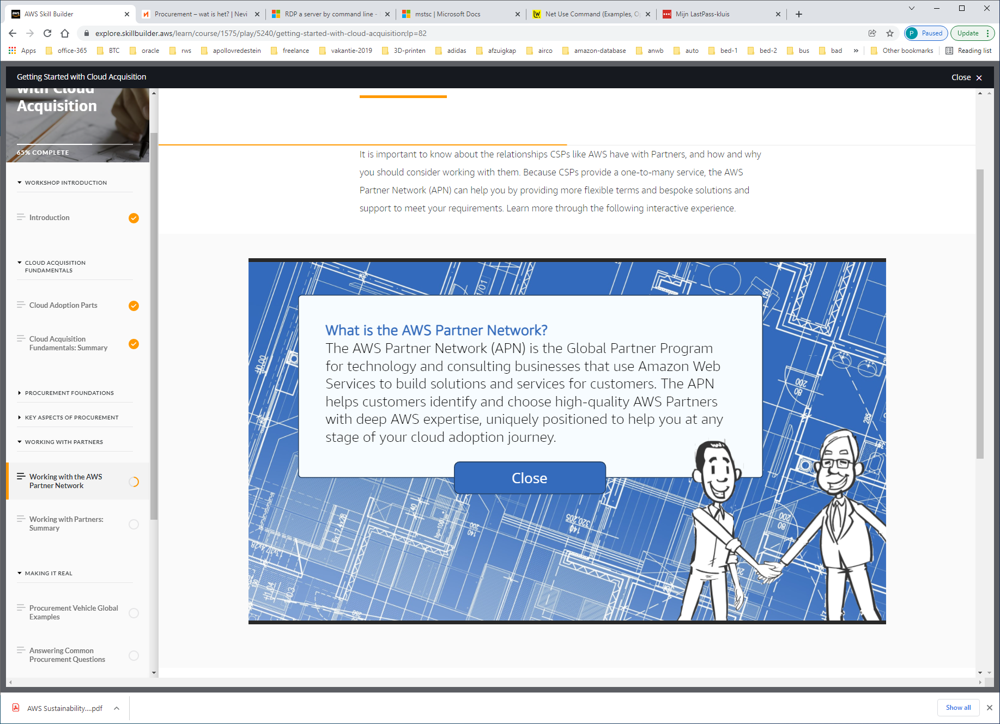 AWS Skill Builder
Procurement – wat is het? | Nevi
RDP a server by command line -
mstsc | Microsoft Docs
Net Use Command (Examples, O
Mijn LastPass-kluis
explore.skillbuilder.aws/learn/course/1575/play/5240/getting-started-with-cloud-acquisition;lp=82
P Paused
Update
Apps office-365 BTC oracle rws apollovredestein freelance vakantie-2019 3D-printen adidas afzuigkap airco amazon-database anwb auto bed-1 bed-2 bus bad » Other bookmarks Reading list
Getting Started with Cloud Acquisition
Close
with Cloud
Acquisition
65% COMPLETE
WORKSHOP INTRODUCTION
Introduction
CLOUD ACQUISITION
FUNDAMENTALS
Cloud Adoption Parts
Cloud Acquisition
Fundamentals: Summary
PROCUREMENT FOUNDATIONS
KEY ASPECTS OF PROCUREMENT
WORKING WITH PARTNERS
Working with the AWS
Partner Network
Working with Partners:
Summary
MAKING IT REAL
Procurement Vehicle Global
Examples
Answering Common
Procurement Questions
It is important to know about the relationships CSPs like AWS have with Partners, and how and why
you should consider working with them. Because CSPs provide a one-to-many service, the AWS
Partner Network (APN) can help you by providing more flexible terms and bespoke solutions and
support to meet your requirements. Learn more through the following interactive experience.
What is the AWS Partner Network?
The AWS Partner Network (APN) is the Global Partner Program
for technology and consulting businesses that use Amazon Web
Services to build solutions and services for customers. The APN
helps customers identify and choose high-quality AWS Partners
with deep AWS expertise, uniquely positioned to help you at any
stage of your cloud adoption journey.
Close
AWS Sustainability....pdf
Show all